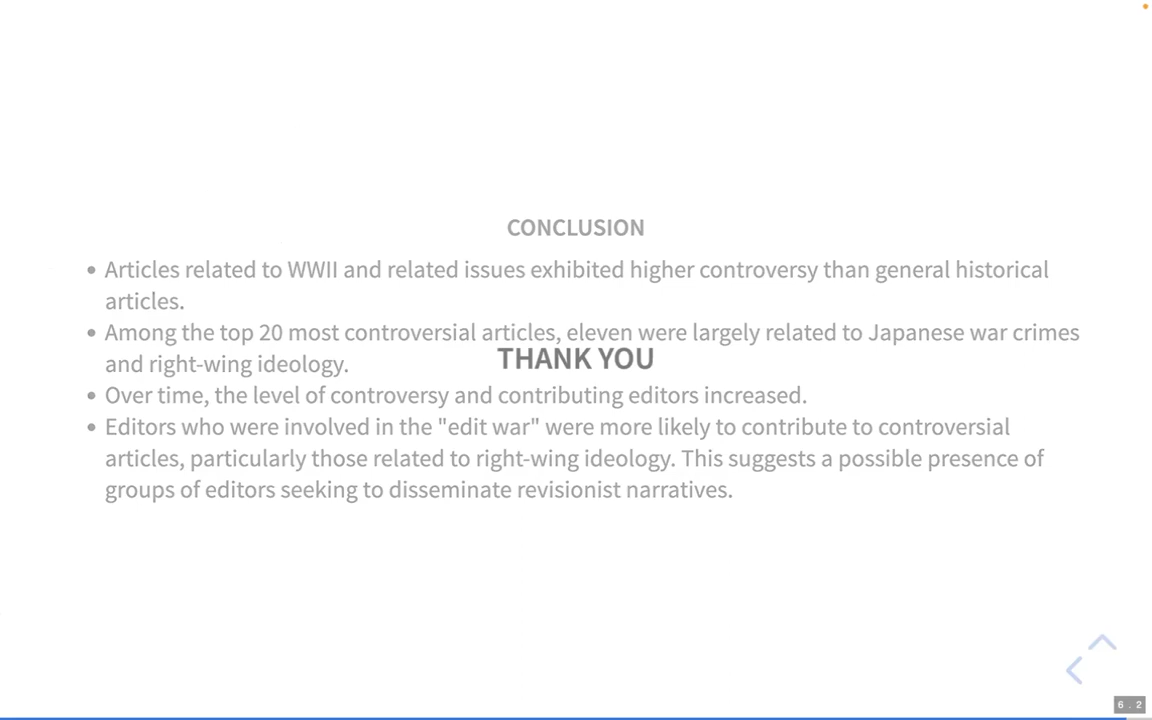 CONCLUSION
• Articles related to WWII and related issues exhibited higher controversy than general historical
articles.
• Among the top 20 most controversial articles, eleven were largely related to Japanese war crimes
and right-wing ideology.
THANK YOU
• Over time, the level of controversy and contributing editors increased.
• Editors who were involved in the "edit war" were more likely to contribute to controversial
articles, particularly those related to right-wing ideology. This suggests a possible presence of
groups of editors seeking to disseminate revisionist narratives.
6 . 2